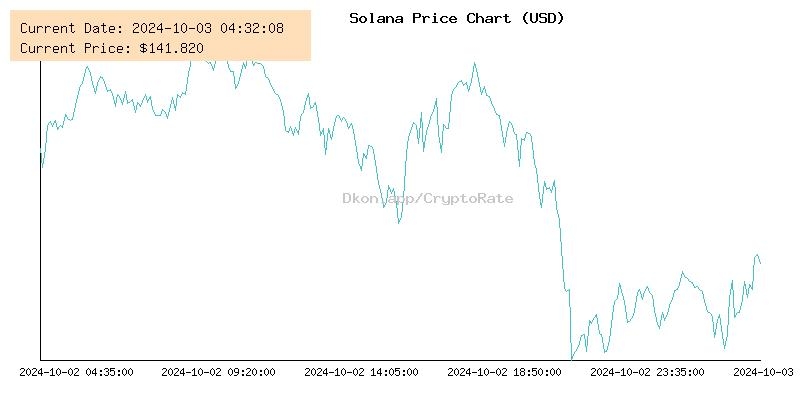 Solana Price Chart (USD)
Current Date: 2024-10-03 04:32:08
Current Price: $141.820
Dkon.app/CryptoRate
2024-10-02 04:35:00 2024-10-02 09:20:00 2024-10-02 14:05:00 2024-10-02 18:50:00 2024-10-02 23:35:00 2024-10-03